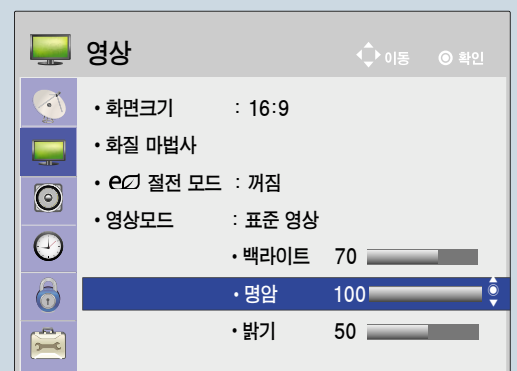 영상
이동 확인
• 화면크기 : 16:9
• 화질 마법사
• e 절전 모드 : 꺼짐
• 영상모드 : 표준 영상
• 백라이트 70
• 명암 100
• 밝기 50